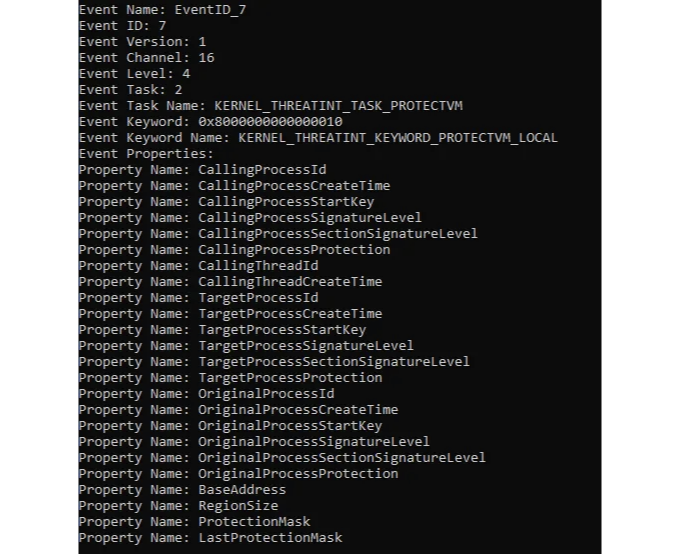 Event Name: EventID_7
Event ID: 7
Event Version: 1
Event Channel: 16
Event Level: 4
Event Task: 2
Event Task Name: KERNEL_THREATINT_TASK_PROTECTVM
Event Keyword: 0x8000000000000010
Event Keyword Name: KERNEL_THREATINT_KEYWORD_PROTECTVM_LOCAL
Event Properties:
Property Name: CallingProcessId
Property Name: CallingProcessCreateTime
Property Name: CallingProcessStartKey
Property Name: CallingProcessSignatureLevel
Property Name: CallingProcessSectionSignatureLevel
Property Name: CallingProcessProtection
Property Name: CallingThreadId
Property Name: CallingThreadCreateTime
Property Name: TargetProcessId
Property Name: TargetProcessCreateTime
Property Name: TargetProcessStartKey
Property Name: TargetProcessSignatureLevel
Property Name: TargetProcessSectionSignatureLevel
Property Name: TargetProcessProtection
Property Name: OriginalProcessId
Property Name: OriginalProcessCreateTime
Property Name: OriginalProcessStartKey
Property Name: OriginalProcessSignatureLevel
Property Name: OriginalProcessSectionSignatureLevel
Property Name: OriginalProcessProtection
Property Name: BaseAddress
Property Name: RegionSize
Property Name: ProtectionMask
Property Name: LastProtectionMask